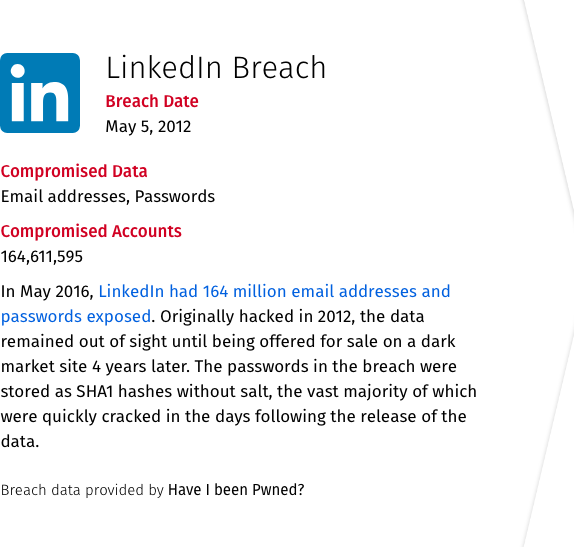 in
LinkedIn Breach
Breach Date
May 5, 2012
Compromised Data
Email addresses, Passwords
Compromised Accounts
164,611,595
In May 2016, LinkedIn had 164 million email addresses and
passwords exposed. Originally hacked in 2012, the data
remained out of sight until being offered for sale on a dark
market site 4 years later. The passwords in the breach were
stored as SHA1 hashes without salt, the vast majority of which
were quickly cracked in the days following the release of the
data.
Breach data provided by Have I been Pwned?